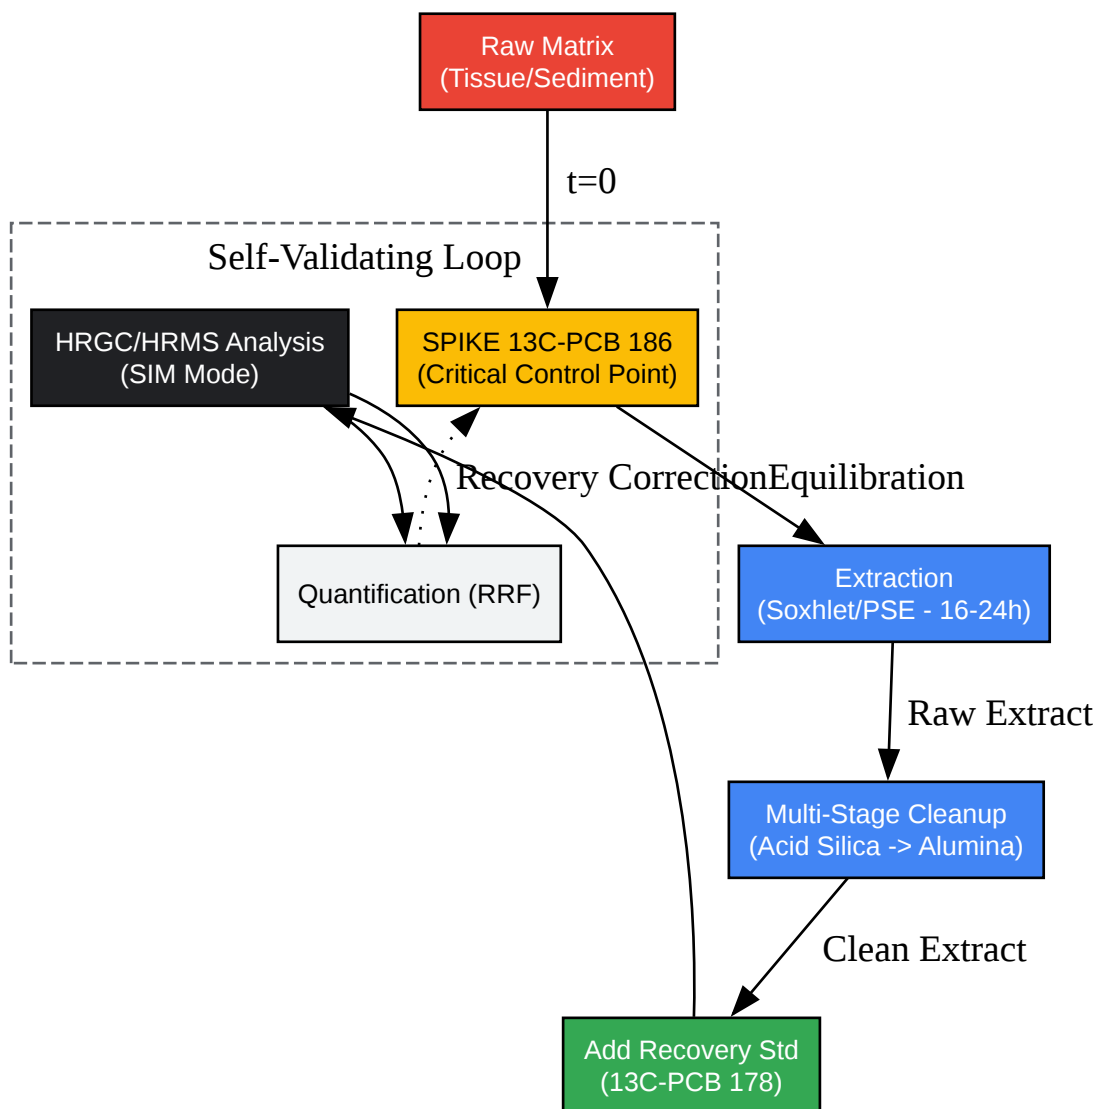 Raw Matrix
(Tissue/Sediment)
t=0
Self-Validating Loop
HRGC/HRMS Analysis
(SIM Mode)
SPIKE 13C-PCB 186
(Critical Control Point)
Recovery Correction
Equilibration
Quantification (RRF)
Extraction
(Soxhlet/PSE - 16-24h)
Raw Extract
Multi-Stage Cleanup
(Acid Silica -> Alumina)
Clean Extract
Add Recovery Std
(13C-PCB 178)